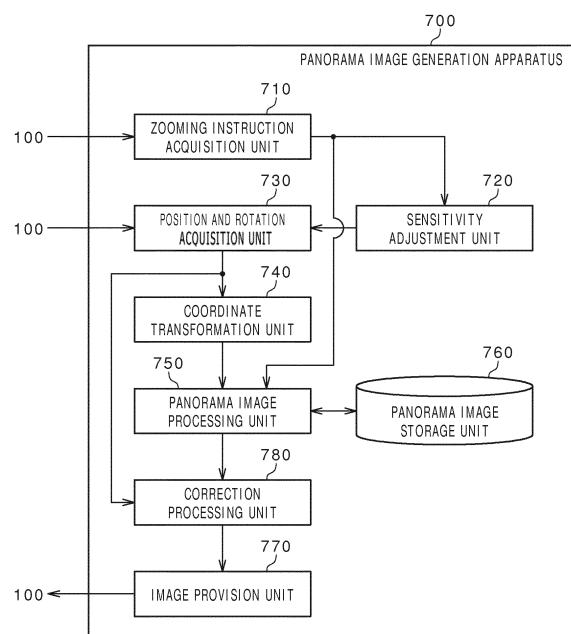 700
PANORAMA IMAGE GENERATION APPARATUS
710
100
ZOOMING INSTRUCTION
ACQUISITION UNIT
730
720
100
POSITION AND ROTATION
ACQUISITION UNIT
SENSITIVITY
ADJUSTMENT UNIT
740
COORDINATE
TRANSFORMATION UNIT
750
760
PANORAMA IMAGE
PROCESSING UNIT
PANORAMA IMAGE
STORAGE UNIT
780
CORRECTION
PROCESSING UNIT
770
100
IMAGE PROVISION UNIT